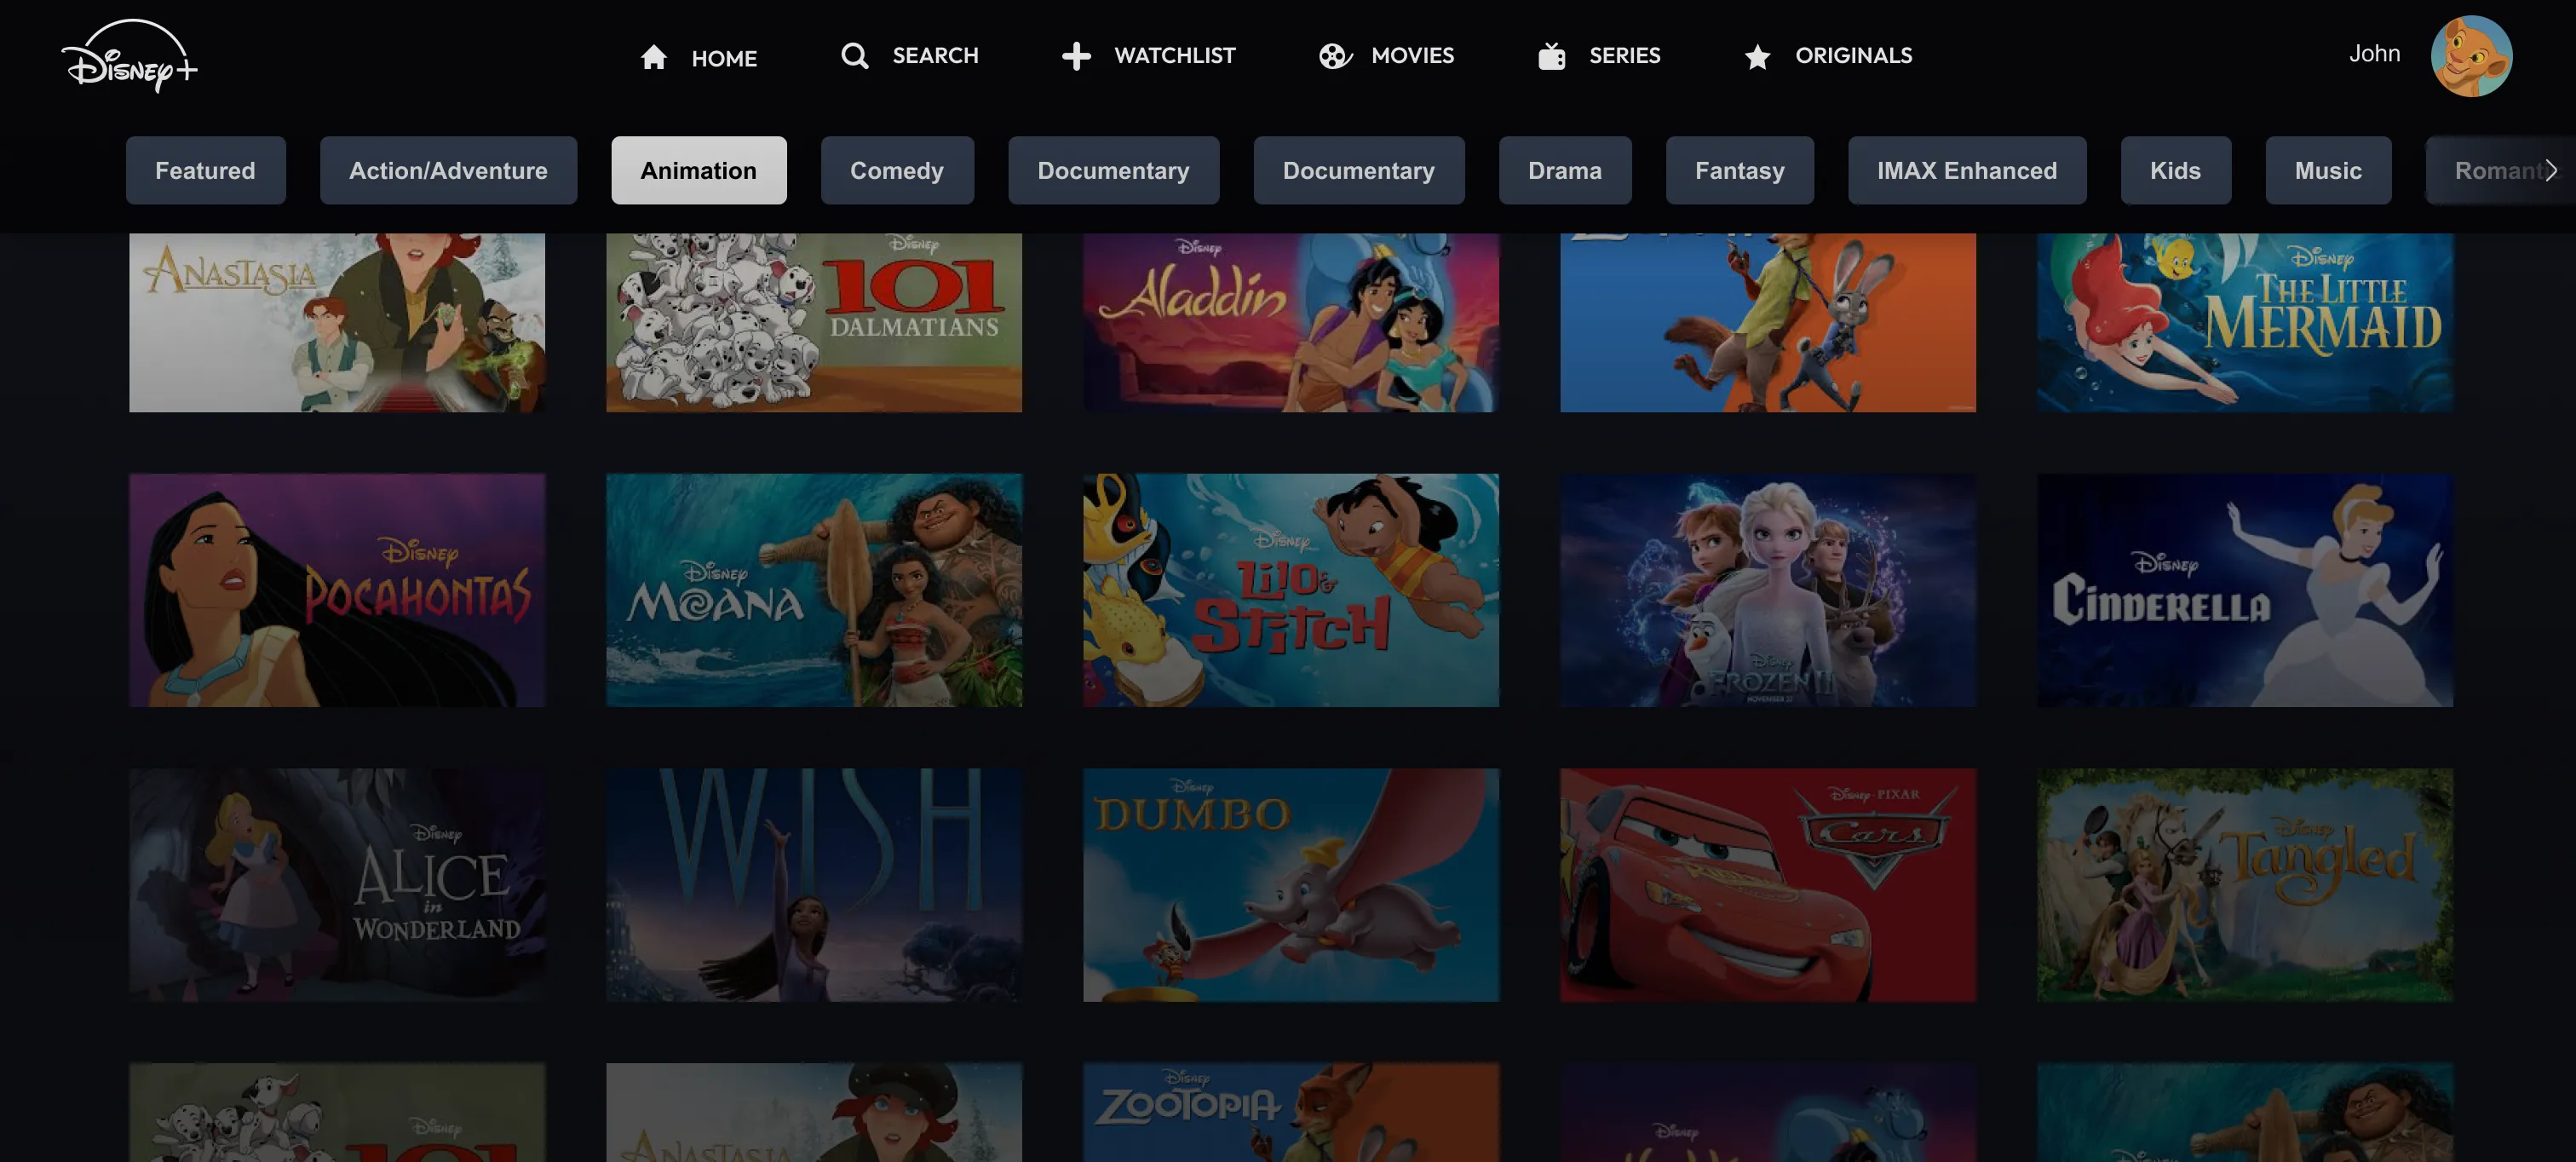 Disney+
HOME
SEARCH
WATCHLIST
MOVIES
SERIES
ORIGINALS
John
Featured
Action/Adventure
Animation
Comedy
Documentary
Documentary
Drama
Fantasy
IMAX Enhanced
Kids
Music
ANASTASIA
Disney
101
DALMATIANS
Disney
Aladdin
Disney
THE LITTLE
MERMAID
Disney
POCAHONTAS
Disney
MOANA
Disney
Lilo &
Stitch
Disney
FROZEN II
NOVEMBER 22
Disney
CINDERELLA
Disney
ALICE
in
WONDERLAND
WISH
Disney
DUMBO
Disney · PIXAR
Cars
Disney
Tangled
Disney
101
ANASTASIA
Disney
ZOOTOPIA
Disney
Disney